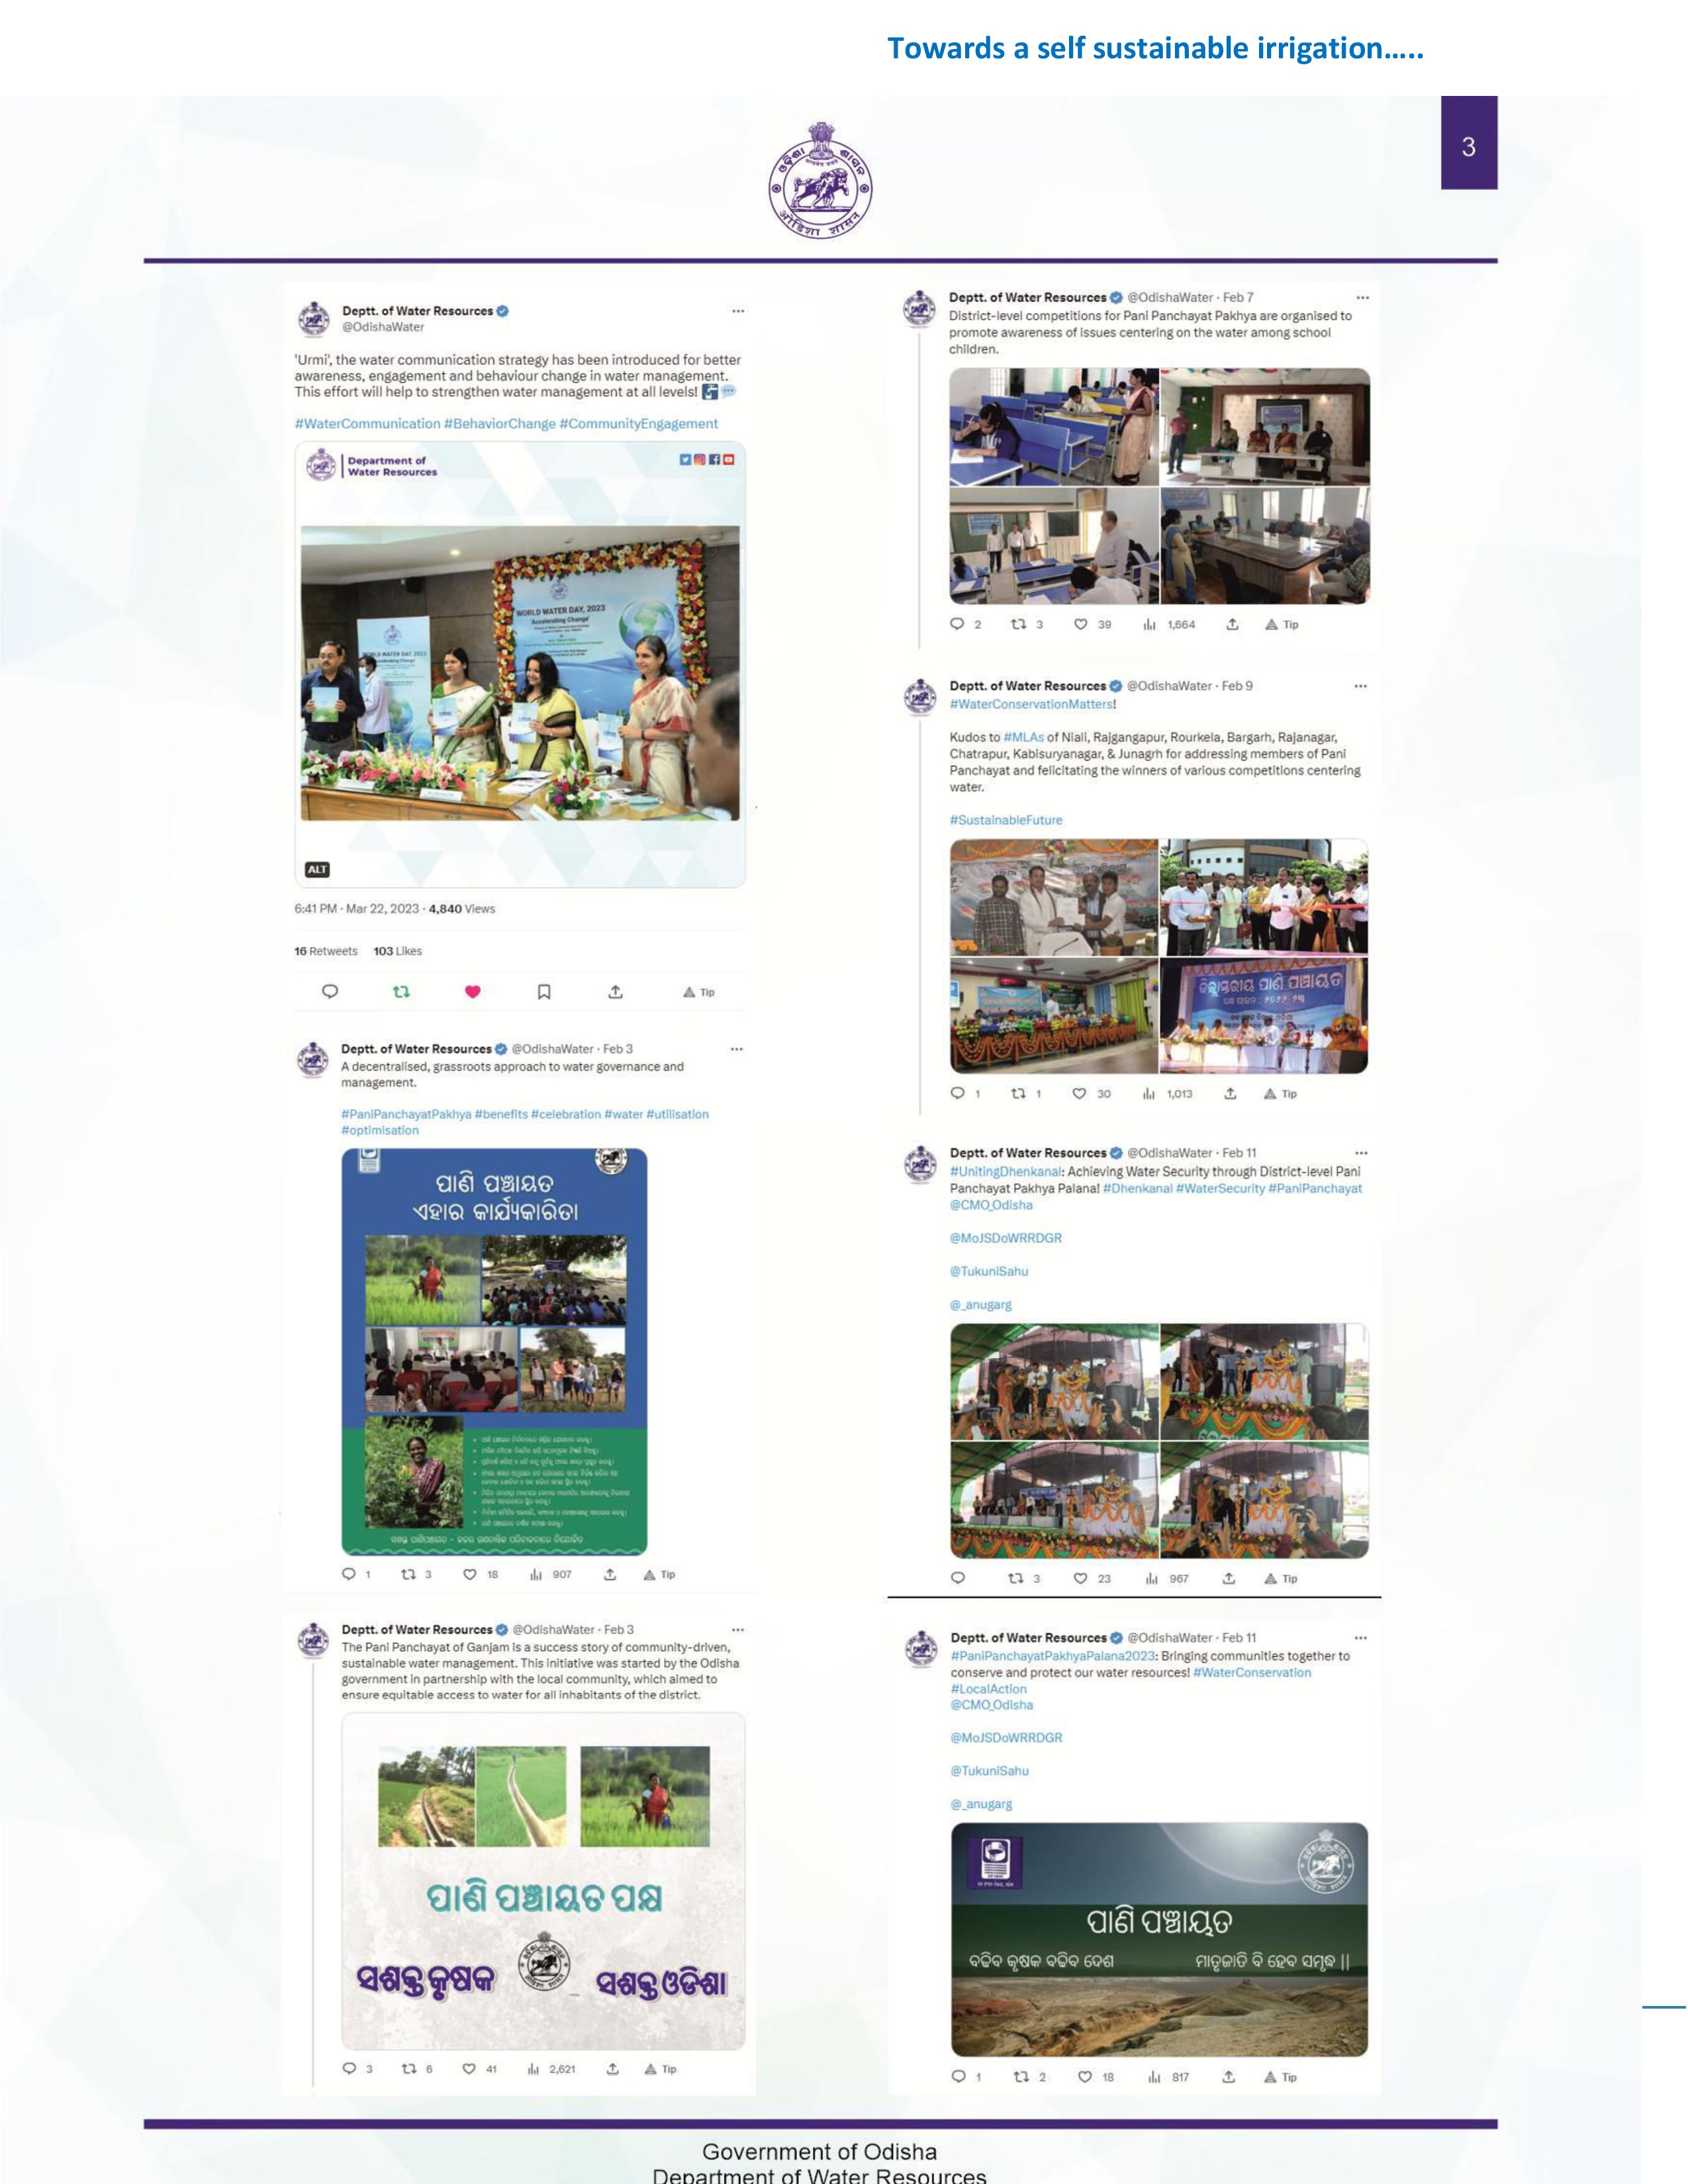 Towards a self sustainable irrigation.....
3
ଓଡ଼ିଶା ଶାସନ
ओडिशा शासन
Deptt. of Water Resources
@OdishaWater
'Urmi', the water communication strategy has been introduced for better
awareness, engagement and behaviour change in water management.
This effort will help to strengthen water management at all levels!
#WaterCommunication #BehaviorChange #CommunityEngagement
Department of
Water Resources
WORLD WATER DAY, 2023
'Accelerating Change'
WORLD WATER DAY, 2023
ALT
6:41 PM · Mar 22, 2023 · 4,840 Views
16 Retweets 103 Likes
Tip
Deptt. of Water Resources @OdishaWater · Feb 3
A decentralised, grassroots approach to water governance and
management.
#PaniPanchayatPakhya #benefits #celebration #water #utilisation
#optimisation
ପାଣି ପଞ୍ଚାୟତ
ଏହାର କାର୍ଯ୍ୟକାରିତା
1 3 18 907 Tip
Deptt. of Water Resources @OdishaWater · Feb 3
The Pani Panchayat of Ganjam is a success story of community-driven,
sustainable water management. This initiative was started by the Odisha
government in partnership with the local community, which aimed to
ensure equitable access to water for all inhabitants of the district.
ପାଣି ପଞ୍ଚାୟତ ପକ୍ଷ
ସଶକ୍ତ କୃଷକ _ ସଶକ୍ତ ଓଡିଶା
3 6 41 2,621 Tip
Deptt. of Water Resources @OdishaWater · Feb 7
District-level competitions for Pani Panchayat Pakhya are organised to
promote awareness of issues centering on the water among school
children.
2 3 39 1,664 Tip
Deptt. of Water Resources @OdishaWater · Feb 9
#WaterConservationMatters!
Kudos to #MLAs of Niali, Rajgangapur, Rourkela, Bargarh, Rajanagar,
Chatrapur, Kabisuryanagar, & Junagrh for addressing members of Pani
Panchayat and felicitating the winners of various competitions centering
water.
#SustainableFuture
ଜିଲ୍ଲାସ୍ତରୀୟ ପାଣି ପଞ୍ଚାୟତ
1 1 30 1,013 Tip
Deptt. of Water Resources @OdishaWater · Feb 11
#UnitingDhenkanal: Achieving Water Security through District-level Pani
Panchayat Pakhya Palana! #Dhenkanal #WaterSecurity #PaniPanchayat
@CMO_Odisha
@MoJSDoWRRDGR
@TukuniSahu
@_anugarg
3 23 967 Tip
Deptt. of Water Resources @OdishaWater · Feb 11
#PaniPanchayatPakhyaPalana2023: Bringing communities together to
conserve and protect our water resources! #WaterConservation
#LocalAction
@CMO_Odisha
@MoJSDoWRRDGR
@TukuniSahu
@_anugarg
ପାଣି ପଞ୍ଚାୟତ
ବଢିବ କୃଷକ ବଢିବ ଦେଶ ମାତୃଜାତି ବି ହେବ ସମୃଦ୍ଧ ||
1 2 18 817 Tip
Government of Odisha
Department of Water Resources